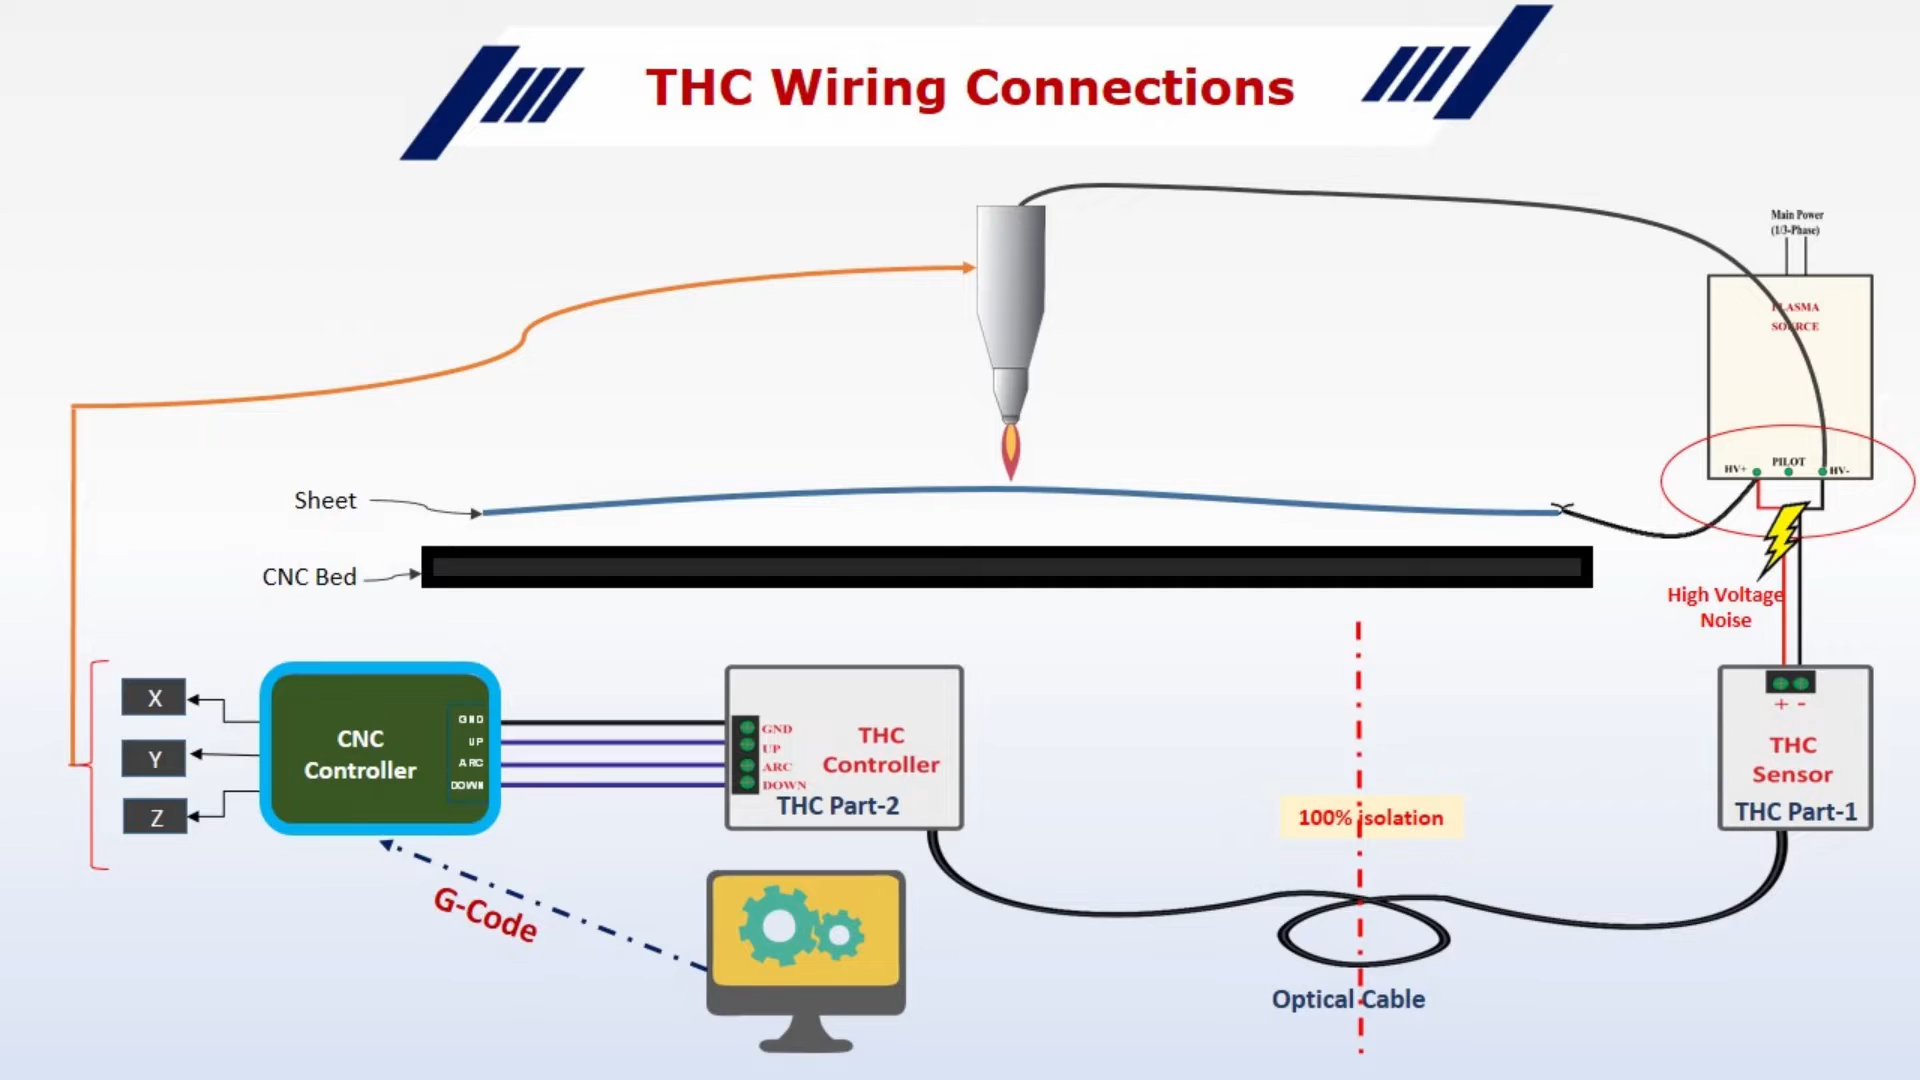 THC Wiring Connections
Main Power
(1/3-Phase)
PLASMA
SOURCE
HV+
PILOT
HV-
Sheet
CNC Bed
High Voltage
Noise
X
Y
Z
CNC
Controller
GND
UP
ARC
DOWN
GND
UP
ARC
DOWN
THC
Controller
THC Part-2
100% isolation
+ -
THC
Sensor
THC Part-1
G-Code
Optical Cable